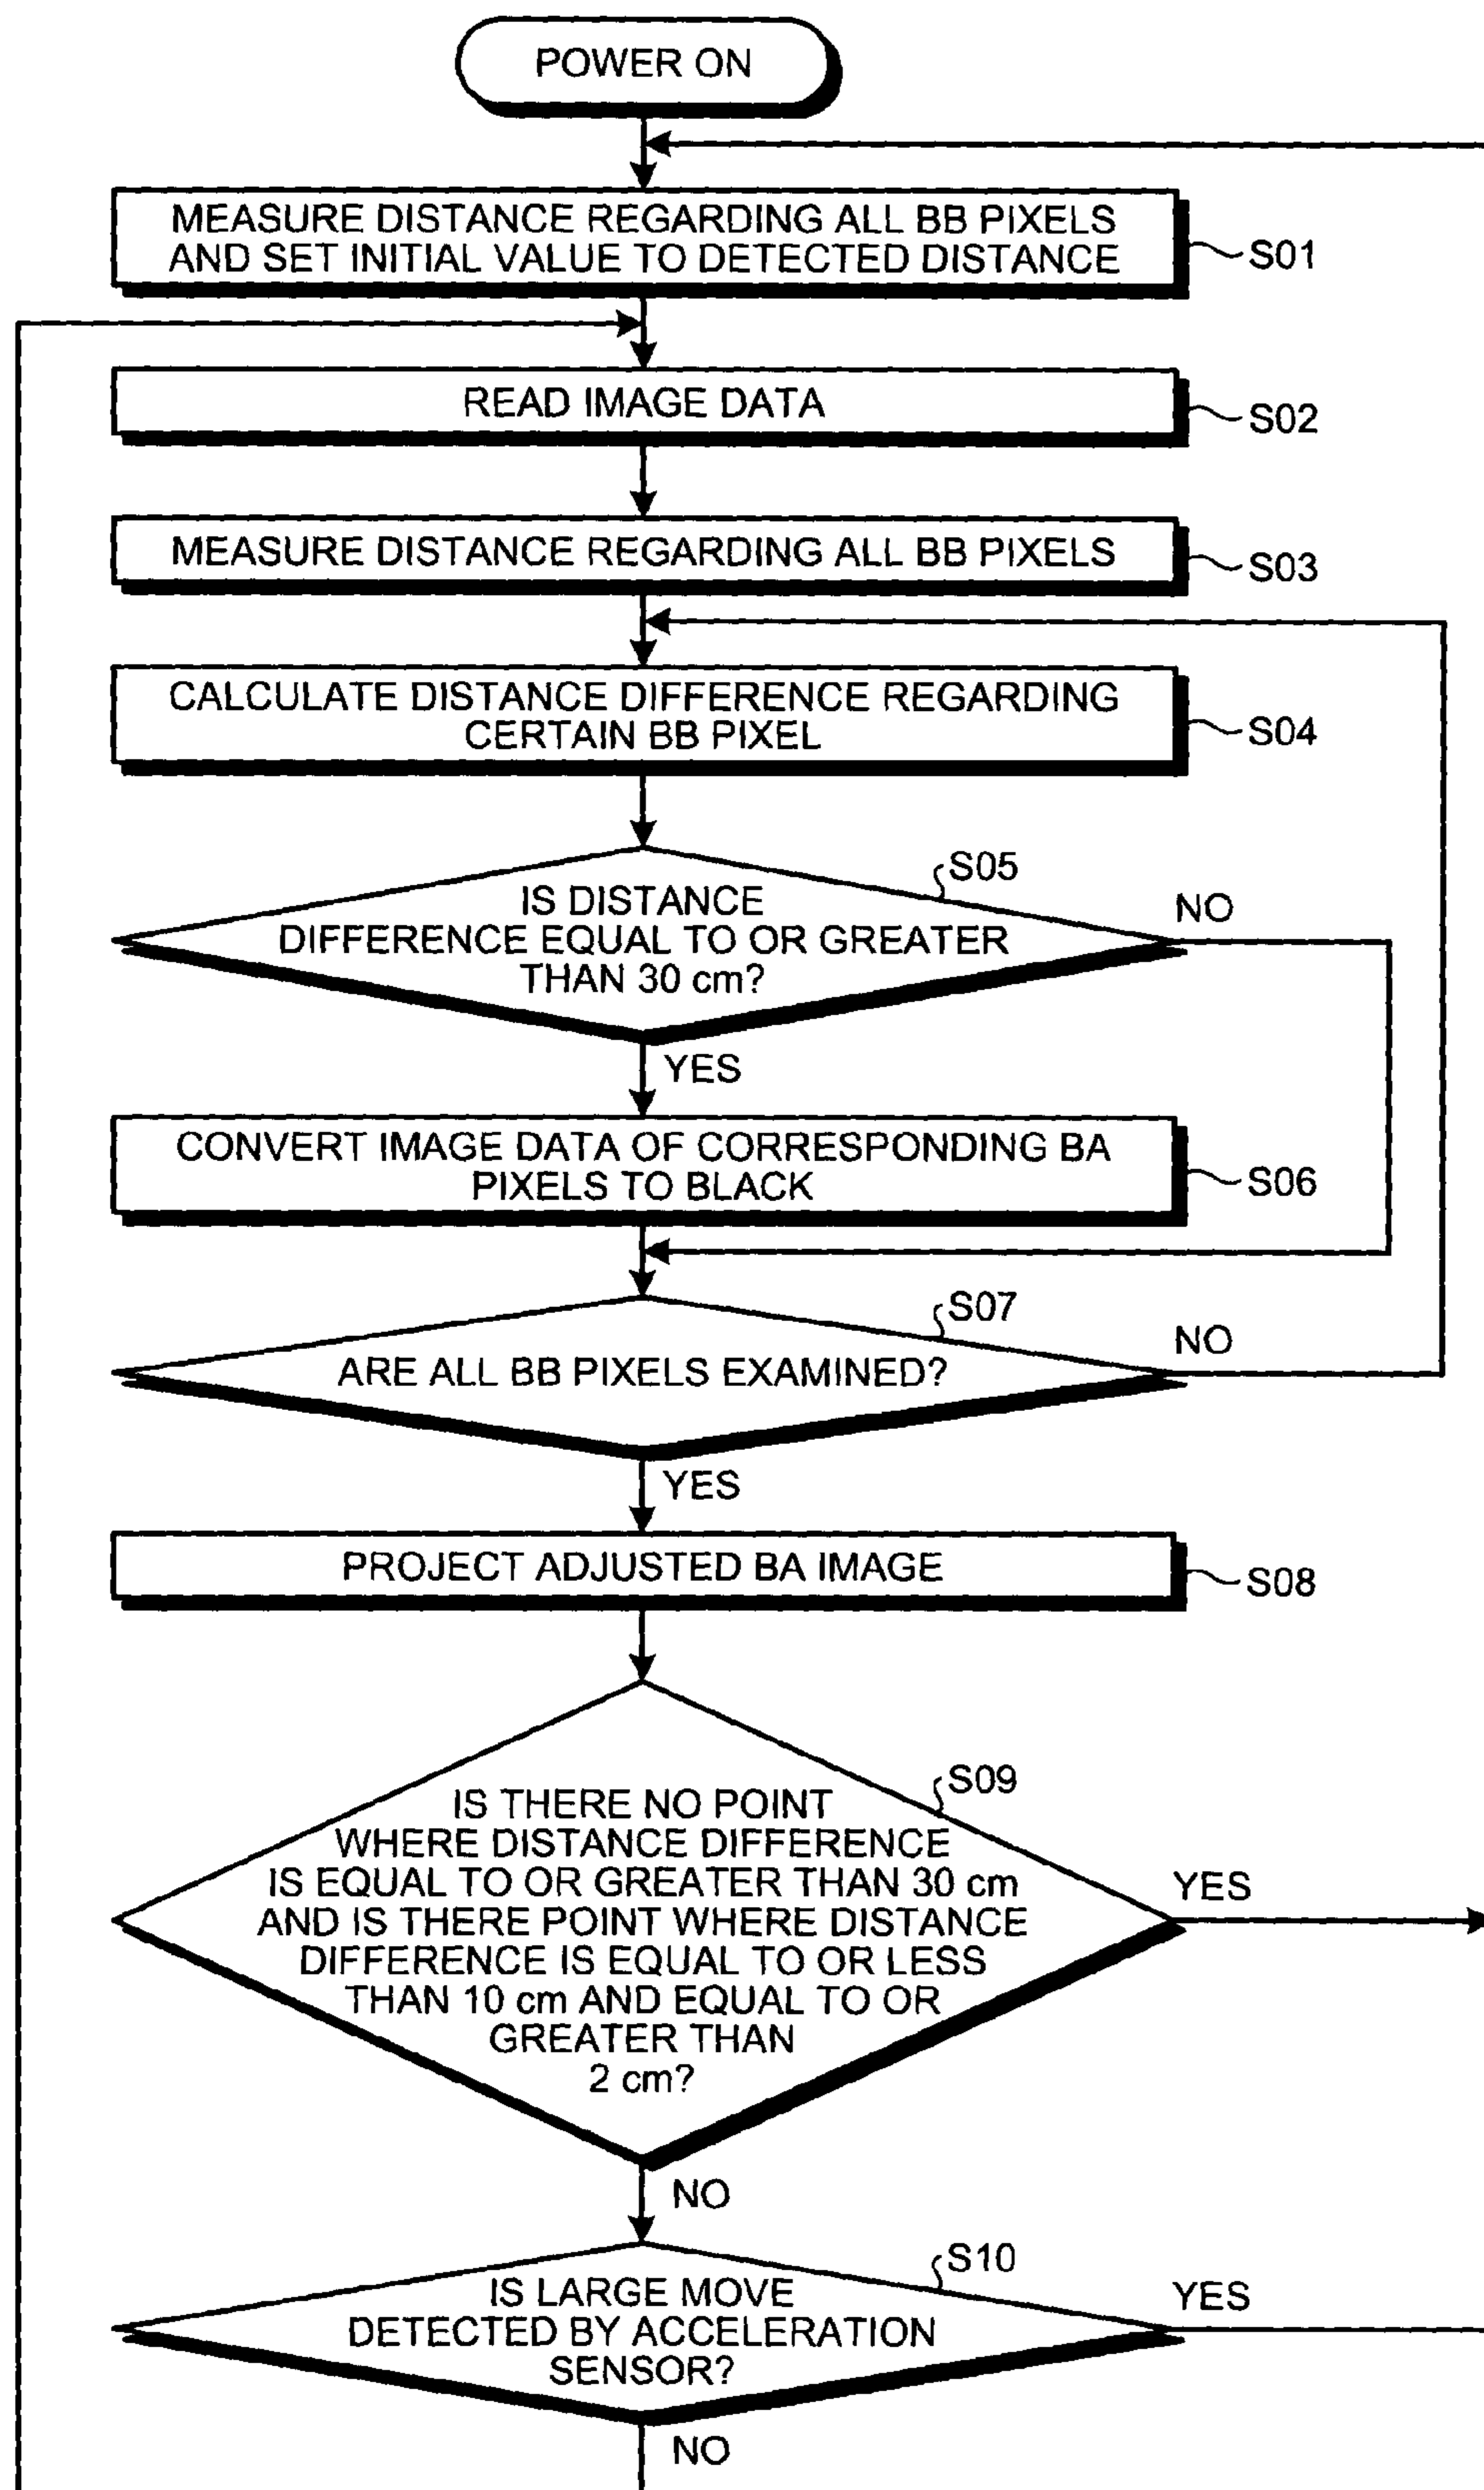 POWER ON
MEASURE DISTANCE REGARDING ALL BB PIXELS
AND SET INITIAL VALUE TO DETECTED DISTANCE
S01
READ IMAGE DATA
S02
MEASURE DISTANCE REGARDING ALL BB PIXELS
S03
CALCULATE DISTANCE DIFFERENCE REGARDING
CERTAIN BB PIXEL
S04
S05
IS DISTANCE
DIFFERENCE EQUAL TO OR GREATER
THAN 30 cm?
NO
YES
CONVERT IMAGE DATA OF CORRESPONDING BA
PIXELS TO BLACK
S06
S07
ARE ALL BB PIXELS EXAMINED?
NO
YES
PROJECT ADJUSTED BA IMAGE
S08
S09
IS THERE NO POINT
WHERE DISTANCE DIFFERENCE
IS EQUAL TO OR GREATER THAN 30 cm
AND IS THERE POINT WHERE DISTANCE
DIFFERENCE IS EQUAL TO OR LESS
THAN 10 cm AND EQUAL TO OR
GREATER THAN
2 cm?
YES
NO
S10
IS LARGE MOVE
DETECTED BY ACCELERATION
SENSOR?
YES
NO